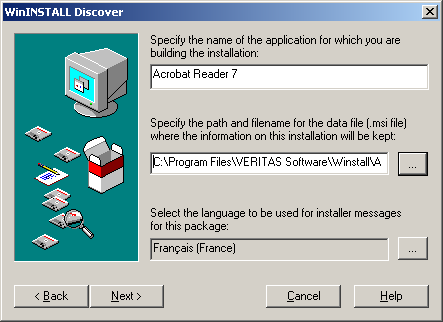 WinINSTALL Discover
Specify the name of the application for which you are
building the installation:
Acrobat Reader 7
Specify the path and filename for the data file (.msi file)
where the information on this installation will be kept:
C:\Program Files\VERITAS Software\Winstall\A
...
Select the language to be used for installer messages
for this package:
Français (France)
...
< Back
Next >
Cancel
Help